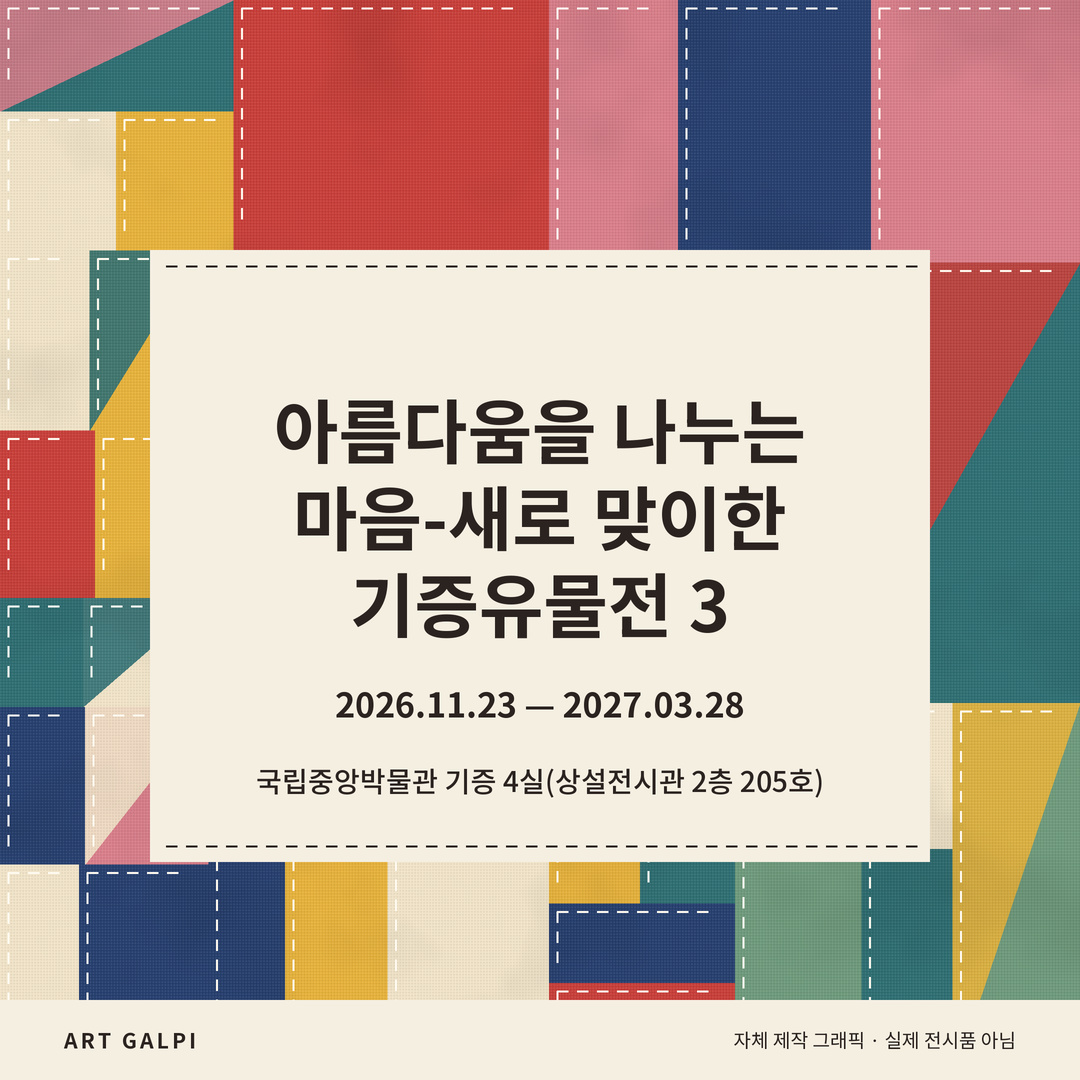 아름다움을 나누는
마음-새로 맞이한
기증유물전 3
2026.11.23 — 2027.03.28
국립중앙박물관 기증 4실(상설전시관 2층 205호)
ART GALPI
자체 제작 그래픽 · 실제 전시품 아님